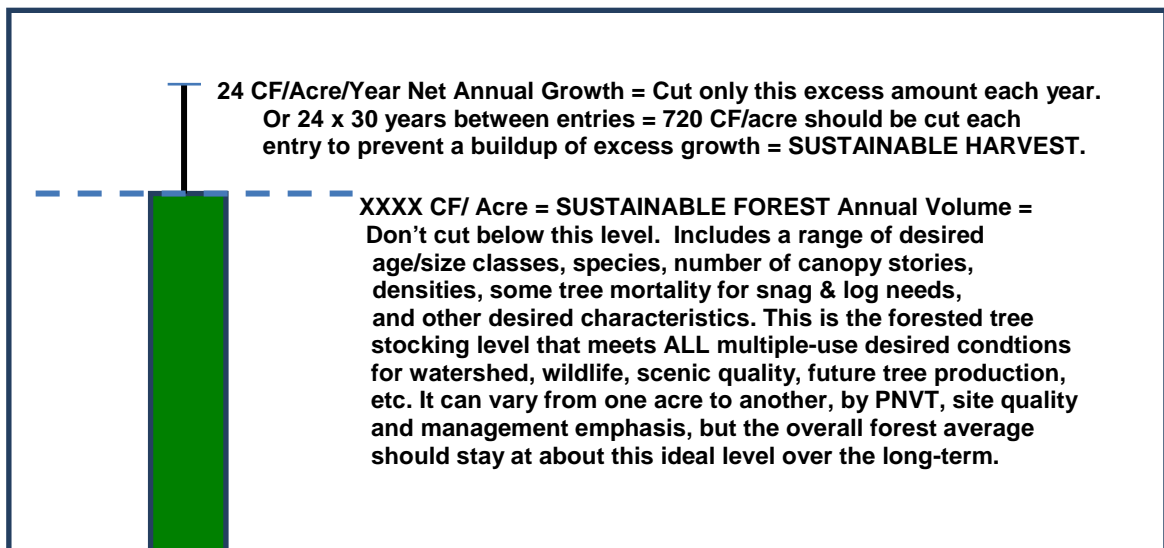 24 CF/Acre/Year Net Annual Growth = Cut only this excess amount each year.
Or 24 x 30 years between entries = 720 CF/acre should be cut each
entry to prevent a buildup of excess growth = SUSTAINABLE HARVEST.
XXXX CF/ Acre = SUSTAINABLE FOREST Annual Volume =
Don't cut below this level.  Includes a range of desired
age/size classes, species, number of canopy stories,
densities, some tree mortality for snag & log needs,
and other desired characteristics. This is the forested tree
stocking level that meets ALL multiple-use desired condtions
for watershed, wildlife, scenic quality, future tree production,
etc. It can vary from one acre to another, by PNVT, site quality
and management emphasis, but the overall forest average
should stay at about this ideal level over the long-term.